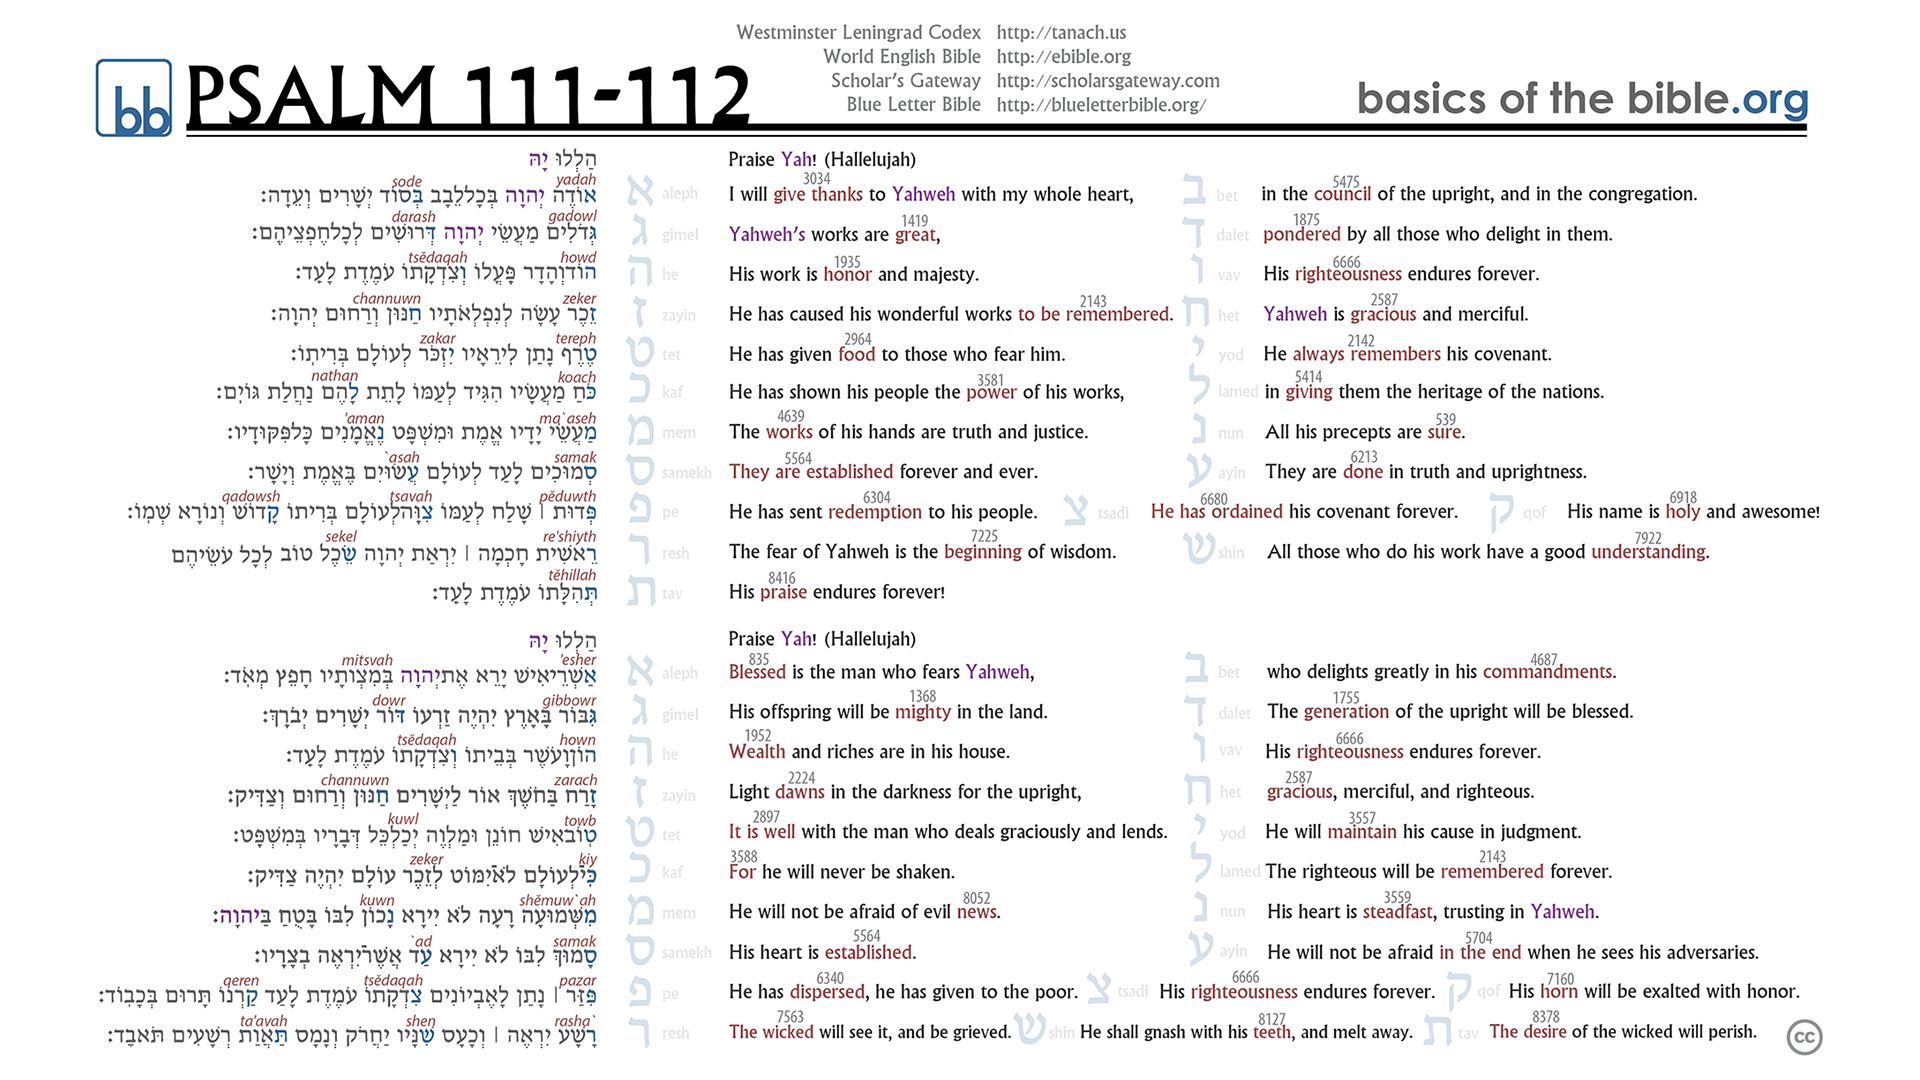 Westminster Leningrad Codex http://tanach.us
World English Bible http://ebible.org
Scholar's Gateway http://scholarsgateway.com
Blue Letter Bible http://blueletterbible.org/
bb PSALM 111-112
basics of the bible.org
הַלְלוּ יָהּ Praise Yah! (Hallelujah)
sode yadah 3034 5475
אוֹדֶה יְהוָה בְּכָללֵבָב בְּסוֹד יְשָׁרִים וְעֵדָה׃ א aleph I will give thanks to Yahweh with my whole heart, ב bet in the council of the upright, and in the congregation.
darash gadowl 1419 1875
גְּדֹלִים מַעֲשֵׂי יְהוָה דְּרוּשִׁים לְכָלחֶפְצֵיהֶם׃ ג gimel Yahweh's works are great, ד dalet pondered by all those who delight in them.
tsĕdaqah howd 1935 6666
הוֹדוְהָדָר פָּעֳלוֹ וְצִדְקָתוֹ עֹמֶדֶת לָעַד׃ ה he His work is honor and majesty. ו vav His righteousness endures forever.
channuwn zeker 2143 2587
זֵכֶר עָשָׂה לְנִפְלְאֹתָיו חַנּוּן וְרַחוּם יְהוָה׃ ז zayin He has caused his wonderful works to be remembered. ח het Yahweh is gracious and merciful.
zakar tereph 2964 2142
טֶרֶף נָתַן לִירֵאָיו יִזְכֹּר לְעוֹלָם בְּרִיתוֹ׃ ט tet He has given food to those who fear him. י yod He always remembers his covenant.
nathan koach 3581 5414
כֹּחַ מַעֲשָׂיו הִגִּיד לְעַמּוֹ לָתֵת לָהֶם נַחֲלַת גּוֹיִם׃ כ kaf He has shown his people the power of his works, ל lamed in giving them the heritage of the nations.
'aman ma`aseh 4639 539
מַעֲשֵׂי יָדָיו אֱמֶת וּמִשְׁפָּט נֶאֱמָנִים כָּלפִּקּוּדָיו׃ מ mem The works of his hands are truth and justice. נ nun All his precepts are sure.
`asah samak 5564 6213
סְמוּכִים לָעַד לְעוֹלָם עֲשׂוּיִם בֶּאֱמֶת וְיָשָׁר׃ ס samekh They are established forever and ever. ע ayin They are done in truth and uprightness.
qadowsh tsavah pĕduwth 6304 6680 6918
פְּדוּת ׀ שָׁלַח לְעַמּוֹ צִוָּהלְעוֹלָם בְּרִיתוֹ קָדוֹשׁ וְנוֹרָא שְׁמוֹ׃ פ pe He has sent redemption to his people. צ tsadi He has ordained his covenant forever. ק qof His name is holy and awesome!
sekel re'shiyth 7225 7922
רֵאשִׁית חָכְמָה ׀ יִרְאַת יְהוָה שֵׂכֶל טוֹב לְכָל עֹשֵׂיהֶם ר resh The fear of Yahweh is the beginning of wisdom. ש shin All those who do his work have a good understanding.
tĕhillah 8416
תְּהִלָּתוֹ עֹמֶדֶת לָעַד׃ ת tav His praise endures forever!
הַלְלוּ יָהּ Praise Yah! (Hallelujah)
mitsvah 'esher 835 4687
אַשְׁרֵיאִישׁ יָרֵא אֶתיְהוָה בְּמִצְוֹתָיו חָפֵץ מְאֹד׃ א aleph Blessed is the man who fears Yahweh, ב bet who delights greatly in his commandments.
dowr gibbowr 1368 1755
גִּבּוֹר בָּאָרֶץ יִהְיֶה זַרְעוֹ דּוֹר יְשָׁרִים יְבֹרָךְ׃ ג gimel His offspring will be mighty in the land. ד dalet The generation of the upright will be blessed.
tsĕdaqah hown 1952 6666
הוֹןוָעֹשֶׁר בְּבֵיתוֹ וְצִדְקָתוֹ עֹמֶדֶת לָעַד׃ ה he Wealth and riches are in his house. ו vav His righteousness endures forever.
channuwn zarach 2224 2587
זָרַח בַּחֹשֶׁךְ אוֹר לַיְשָׁרִים חַנּוּן וְרַחוּם וְצַדִּיק׃ ז zayin Light dawns in the darkness for the upright, ח het gracious, merciful, and righteous.
kuwl towb 2897 3557
טוֹבאִישׁ חוֹנֵן וּמַלְוֶה יְכַלְכֵּל דְּבָרָיו בְּמִשְׁפָּט׃ ט tet It is well with the man who deals graciously and lends. י yod He will maintain his cause in judgment.
zeker kiy 3588 2143
כִּילְעוֹלָם לֹאיִמּוֹט לְזֵכֶר עוֹלָם יִהְיֶה צַדִּיק׃ כ kaf For he will never be shaken. ל lamed The righteous will be remembered forever.
kuwn shĕmuw`ah 8052 3559
מִשְּׁמוּעָה רָעָה לֹא יִירָא נָכוֹן לִבּוֹ בָּטֻחַ בַּיהוָה׃ מ mem He will not be afraid of evil news. נ nun His heart is steadfast, trusting in Yahweh.
`ad samak 5564 5704
סָמוּךְ לִבּוֹ לֹא יִירָא עַד אֲשֶׁריִרְאֶה בְצָרָיו׃ ס samekh His heart is established. ע ayin He will not be afraid in the end when he sees his adversaries.
qeren tsĕdaqah pazar 6340 6666 7160
פִּזַּר ׀ נָתַן לָאֶבְיוֹנִים צִדְקָתוֹ עֹמֶדֶת לָעַד קַרְנוֹ תָּרוּם בְּכָבוֹד׃ פ pe He has dispersed, he has given to the poor. צ tsadi His righteousness endures forever. ק qof His horn will be exalted with honor.
ta'avah shen rasha` 7563 8127 8378
רָשָׁע יִרְאֶה ׀ וְכָעָס שִׁנָּיו יַחֲרֹק וְנָמָס תַּאֲוַת רְשָׁעִים תֹּאבֵד׃ ר resh The wicked will see it, and be grieved. ש shin He shall gnash with his teeth, and melt away. ת tav The desire of the wicked will perish.
cc